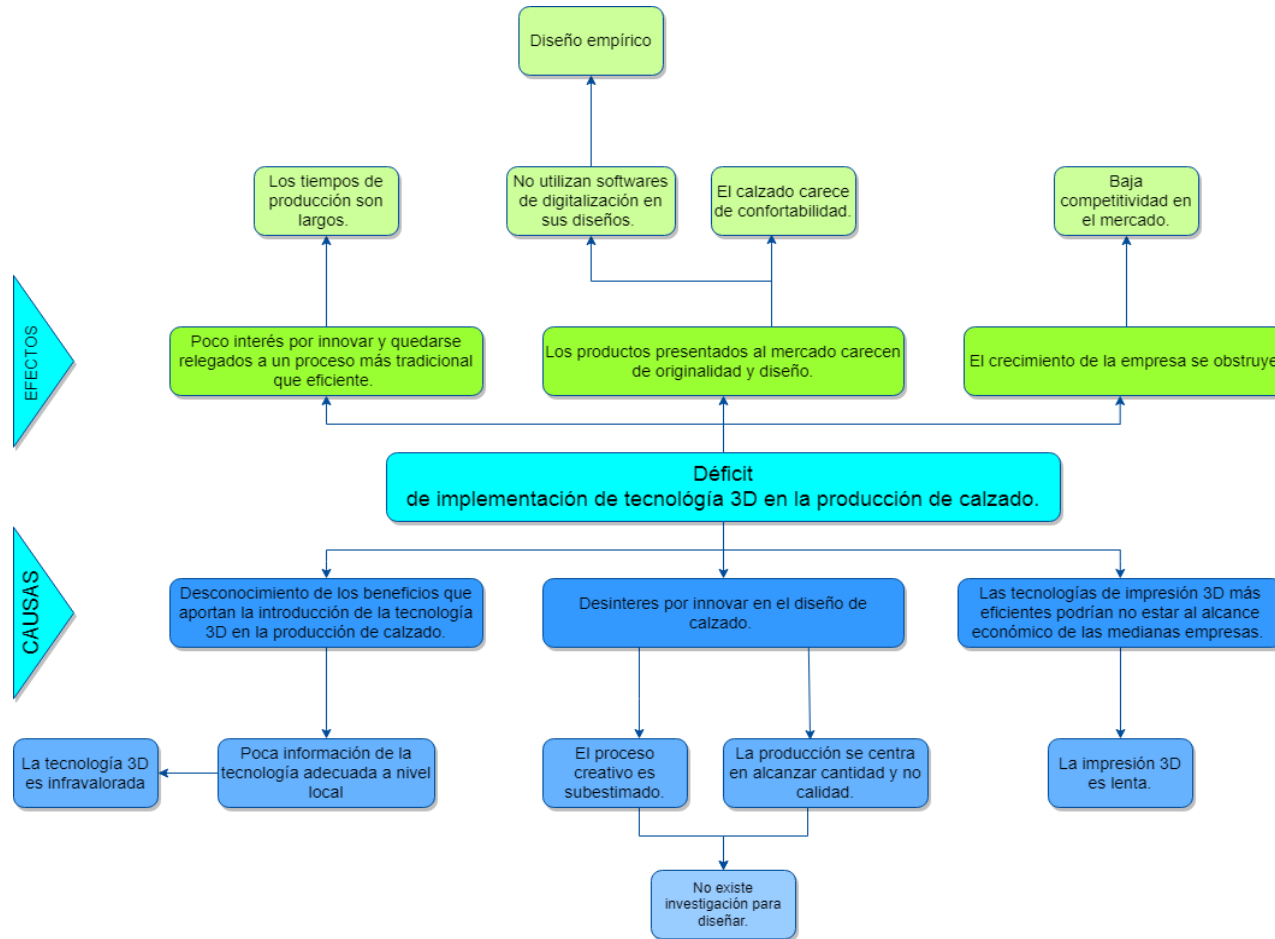 Diseño empírico
Los tiempos de
producción son
largos.
No utilizan softwares
de digitalización en
sus diseños.
El calzado carece
de confortabilidad.
Baja
competitividad en
el mercado.
EFECTOS
Poco interés por innovar y quedarse
relegados a un proceso más tradicional
que eficiente.
Los productos presentados al mercado carecen
de originalidad y diseño.
El crecimiento de la empresa se obstruye
Déficit
de implementación de tecnológía 3D en la producción de calzado.
CAUSAS
Desconocimiento de los beneficios que
aportan la introducción de la tecnología
3D en la producción de calzado.
Desinteres por innovar en el diseño de
calzado.
Las tecnologías de impresión 3D más
eficientes podrían no estar al alcance
económico de las medianas empresas.
La tecnología 3D
es infravalorada
Poca información de la
tecnología adecuada a nivel
local
El proceso
creativo es
subestimado.
La producción se centra
en alcanzar cantidad y no
calidad.
La impresión 3D
es lenta.
No existe
investigación para
diseñar.